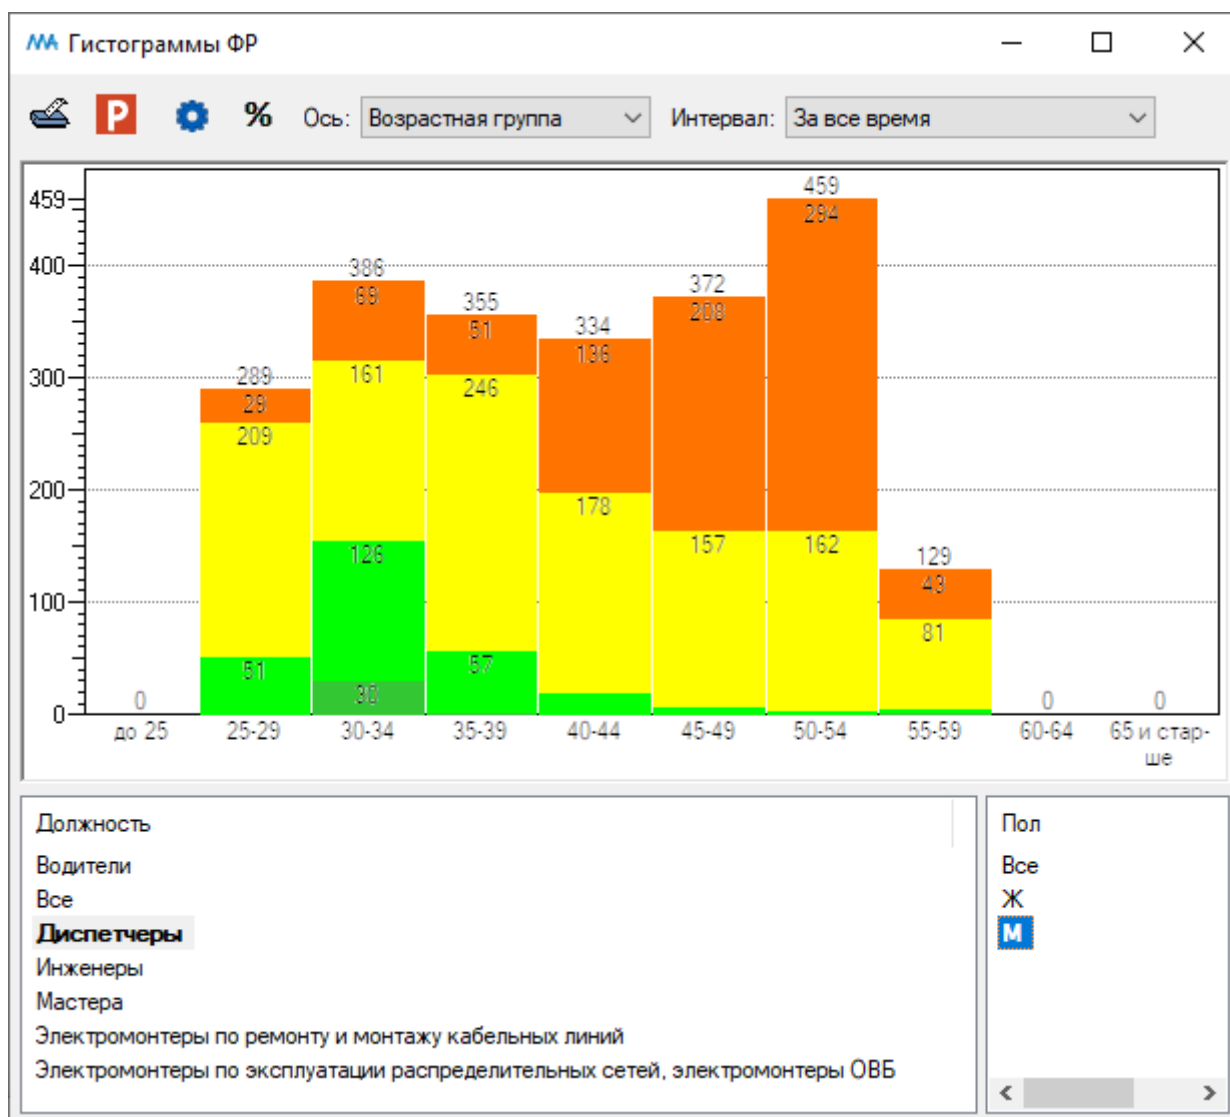 Гистограммы ФР
P % Ось: Возрастная группа Интервал: За все время
459
400
300
200
100
0
0
289
29
209
51
386
69
161
126
30
355
51
246
57
334
136
178
372
208
157
459
294
162
129
43
81
0
0
до 25 25-29 30-34 35-39 40-44 45-49 50-54 55-59 60-64 65 и стар-
ше
Должность
Водители
Все
Диспетчеры
Инженеры
Мастера
Электромонтеры по ремонту и монтажу кабельных линий
Электромонтеры по эксплуатации распределительных сетей, электромонтеры ОВБ
Пол
Все
Ж
М